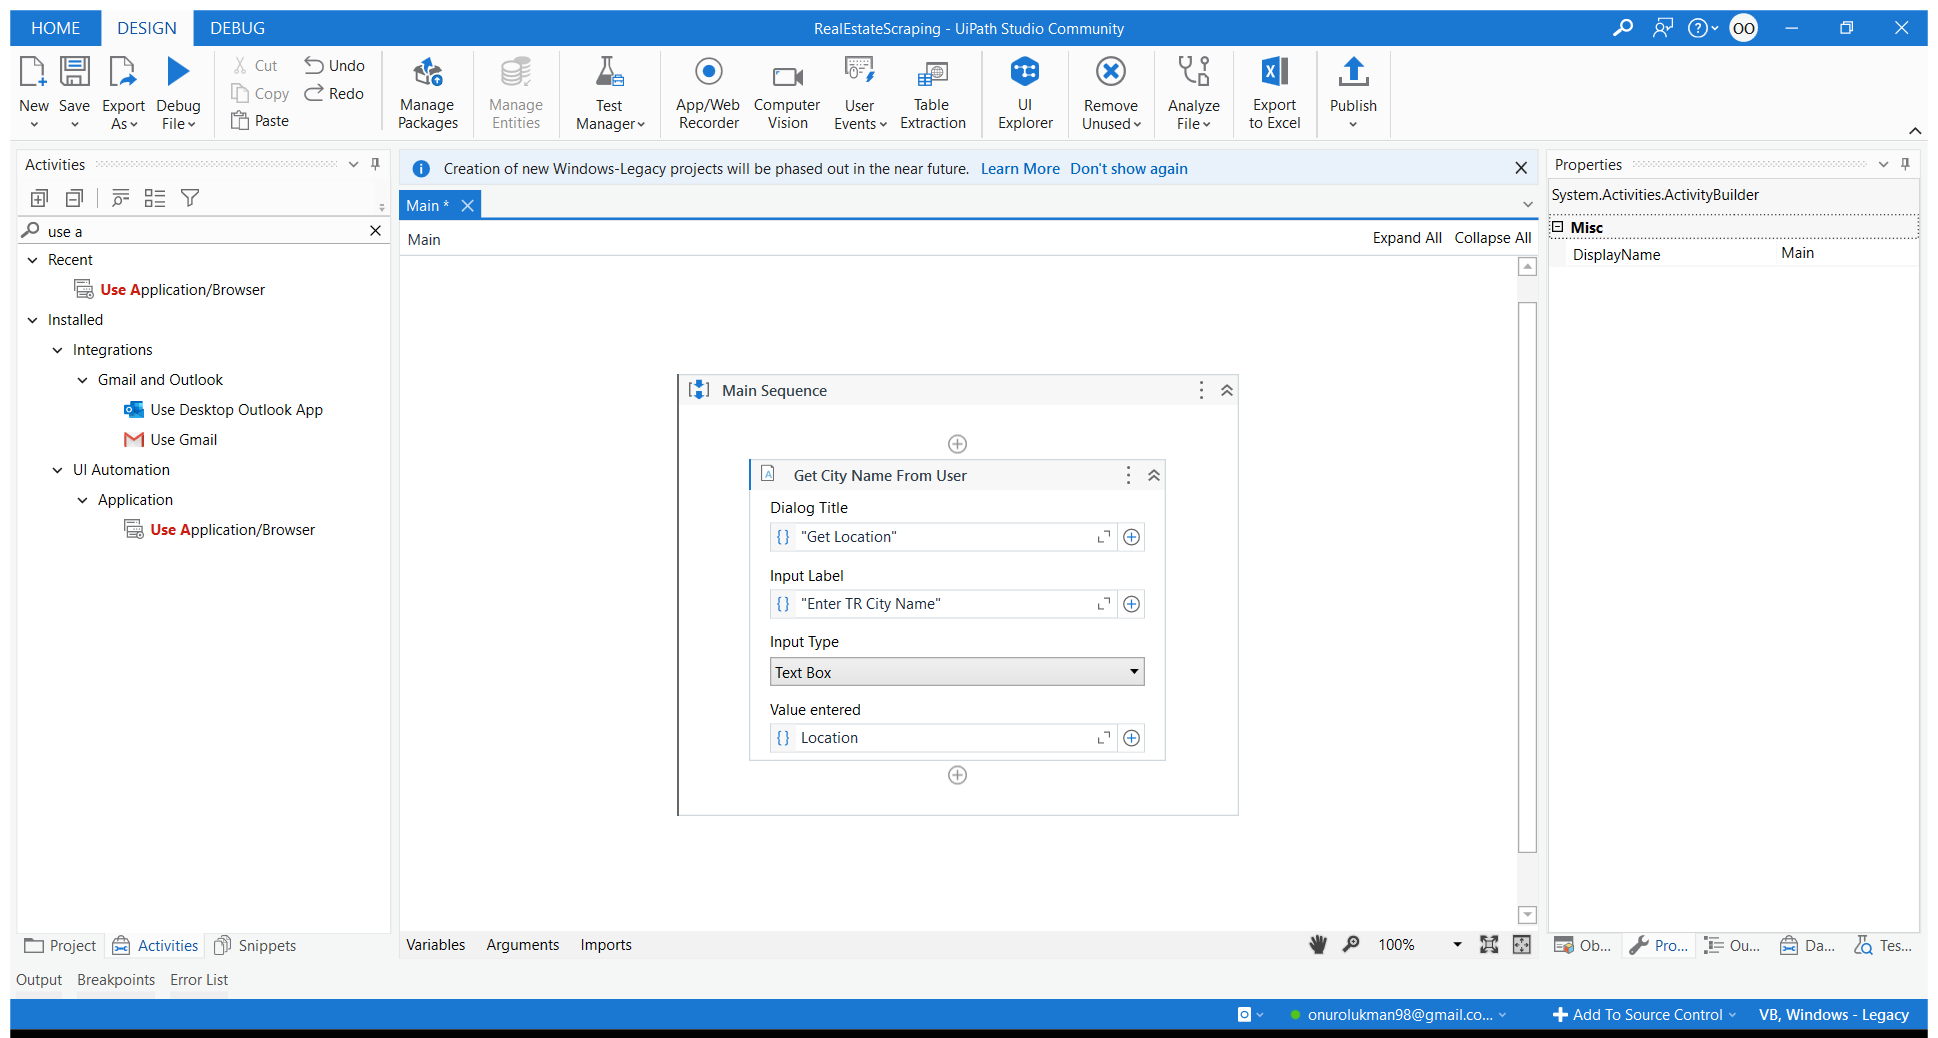 HOME DESIGN DEBUG RealEstateScraping - UiPath Studio Community OO
New Save Export As Debug File Cut Copy Paste Undo Redo Manage Packages Manage Entities Test Manager App/Web Recorder Computer Vision User Events Table Extraction UI Explorer Remove Unused Analyze File Export to Excel Publish
Activities
use a
Recent
Use Application/Browser
Installed
Integrations
Gmail and Outlook
Use Desktop Outlook App
Use Gmail
UI Automation
Application
Use Application/Browser
Project Activities Snippets
Creation of new Windows-Legacy projects will be phased out in the near future. Learn More Don't show again
Main *
Main Expand All Collapse All
Main Sequence
Get City Name From User
Dialog Title
"Get Location"
Input Label
"Enter TR City Name"
Input Type
Text Box
Value entered
Location
Variables Arguments Imports 100%
Properties
System.Activities.ActivityBuilder
Misc
DisplayName Main
Ob... Pro... Ou... Da... Tes...
Output Breakpoints Error List
onurolukman98@gmail.co... Add To Source Control VB, Windows - Legacy